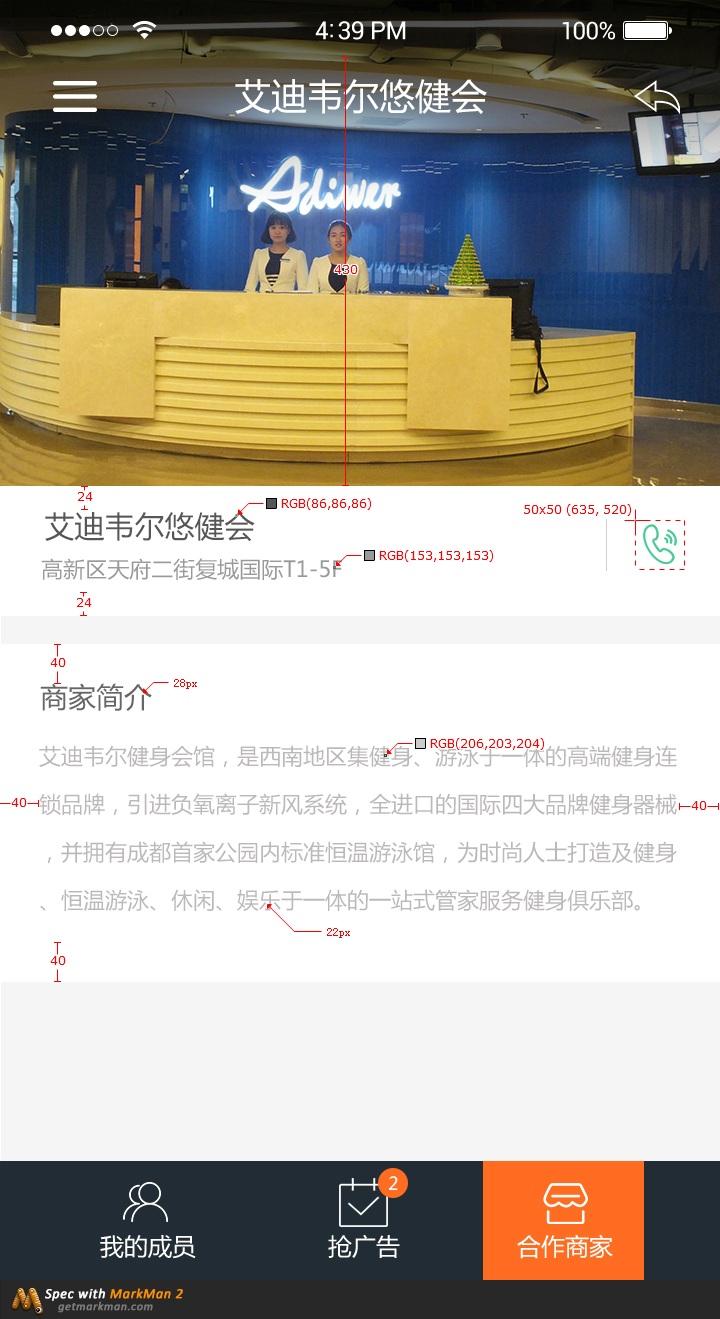 4:39 PM 100%
艾迪韦尔悠健会
Adiwer
430
24
RGB(86,86,86)
50x50 (635, 520)
艾迪韦尔悠健会
RGB(153,153,153)
高新区天府二街复城国际T1-5F
24
40
28px
商家简介
RGB(206,203,204)
艾迪韦尔健身会馆，是西南地区集健身、游泳于一体的高端健身连
40 锁品牌，引进负氧离子新风系统，全进口的国际四大品牌健身器械 40
，并拥有成都首家公园内标准恒温游泳馆，为时尚人士打造及健身
、恒温游泳、休闲、娱乐于一体的一站式管家服务健身俱乐部。
22px
40
2
我的成员 抢广告 合作商家
Spec with MarkMan 2
getmarkman.com